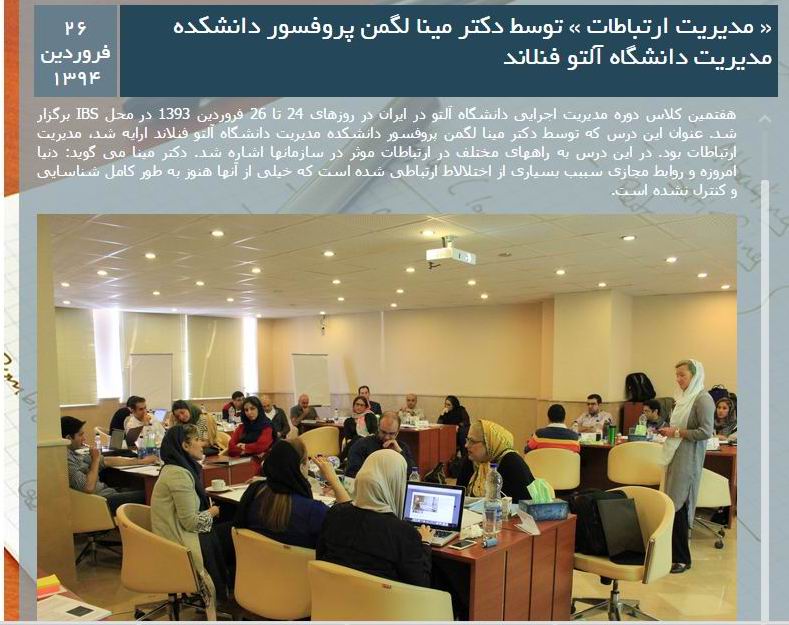 « مدیریت ارتباطات » توسط دکتر مینا لگمن پروفسور دانشکده
مدیریت دانشگاه آلتو فنلاند
۲۶
فروردین
۱۳۹۴
هفتمین کلاس دوره مدیریت اجرایی دانشگاه آلتو در ایران در روزهای 24 تا 26 فروردین 1393 در محل IBS برگزار
شد. عنوان این درس که توسط دکتر مینا لگمن پروفسور دانشکده مدیریت دانشگاه آلتو فنلاند ارایه شد، مدیریت
ارتباطات بود. در این درس به راههای مختلف در ارتباطات موثر در سازمانها اشاره شد. دکتر مینا می گوید: دنیا
امروزه و روابط مجازی سبیب بسیاری از اختلالاط ارتباطی شده است که خیلی از آنها هنوز به طور کامل شناسایی
و کنترل نشده است.